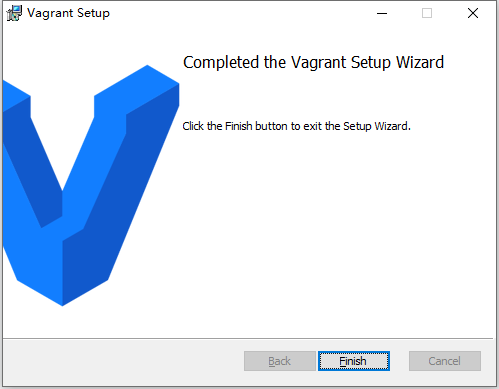 Vagrant Setup
Completed the Vagrant Setup Wizard
Click the Finish button to exit the Setup Wizard.
Back
Finish
Cancel